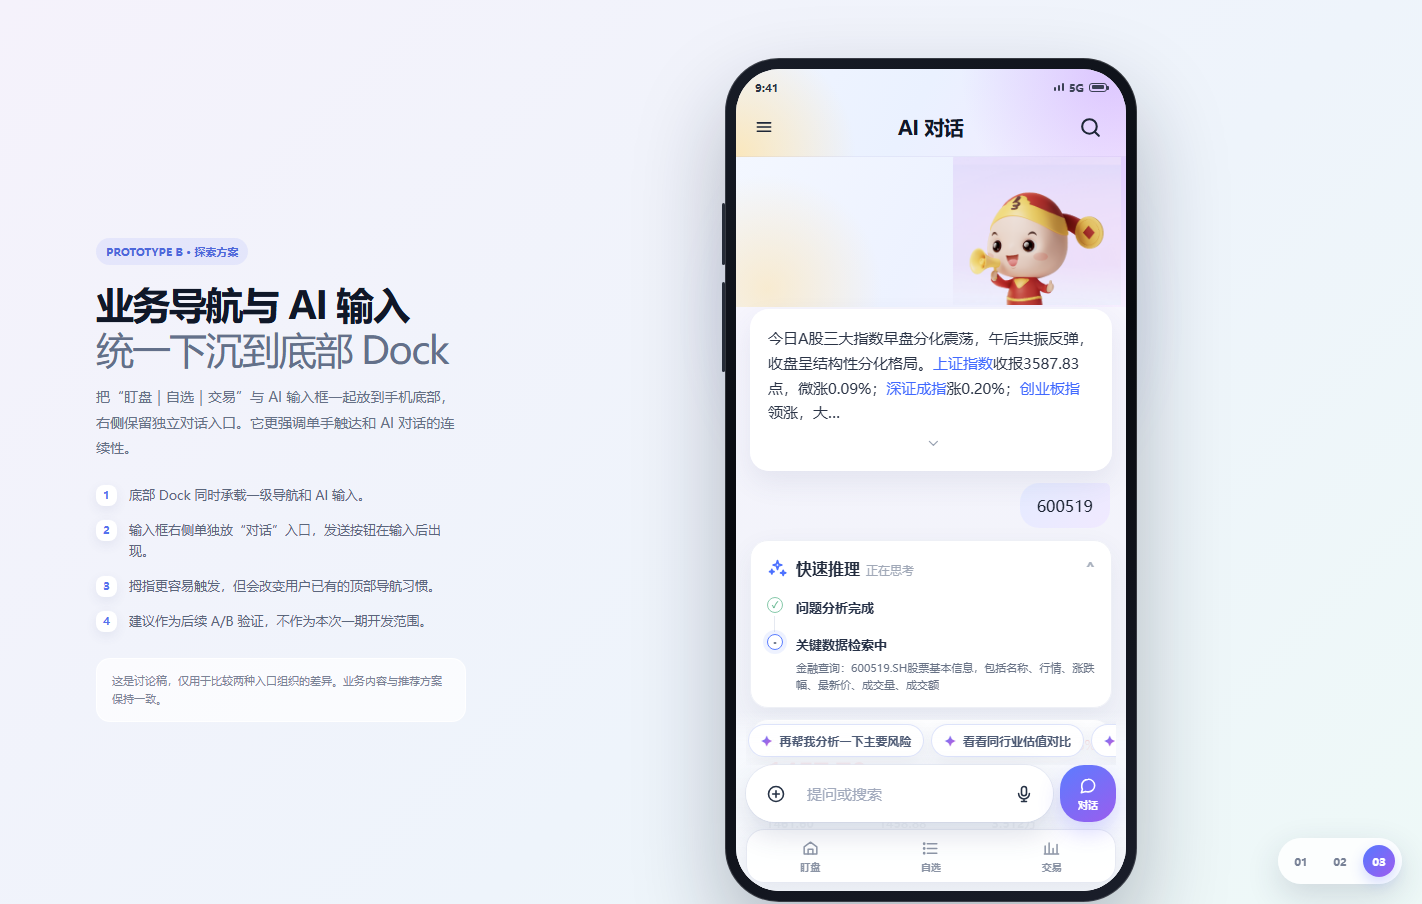 PROTOTYPE B • 探索方案
业务导航与 AI 输入
统一下沉到底部 Dock
把“盯盘 | 自选 | 交易”与 AI 输入框一起放到手机底部，
右侧保留独立对话入口。它更强调单手触达和 AI 对话的连
续性。
1 底部 Dock 同时承载一级导航和 AI 输入。
2 输入框右侧单独放“对话”入口，发送按钮在输入后出
现。
3 拇指更容易触发，但会改变用户已有的顶部导航习惯。
4 建议作为后续 A/B 验证，不作为本次一期开发范围。
这是讨论稿，仅用于比较两种入口组织的差异。业务内容与推荐方案
保持一致。
9:41 5G
AI 对话
今日A股三大指数早盘分化震荡，午后共振反弹，
收盘呈结构性分化格局。上证指数收报3587.83
点，微涨0.09%；深证成指涨0.20%；创业板指
领涨，大...
600519
快速推理 正在思考
问题分析完成
关键数据检索中
金融查询：600519.SH股票基本信息，包括名称、行情、涨跌
幅、最新价、成交量、成交额
再帮我分析一下主要风险 看看同行业估值对比
提问或搜索 对话
盯盘 自选 交易
01 02 03